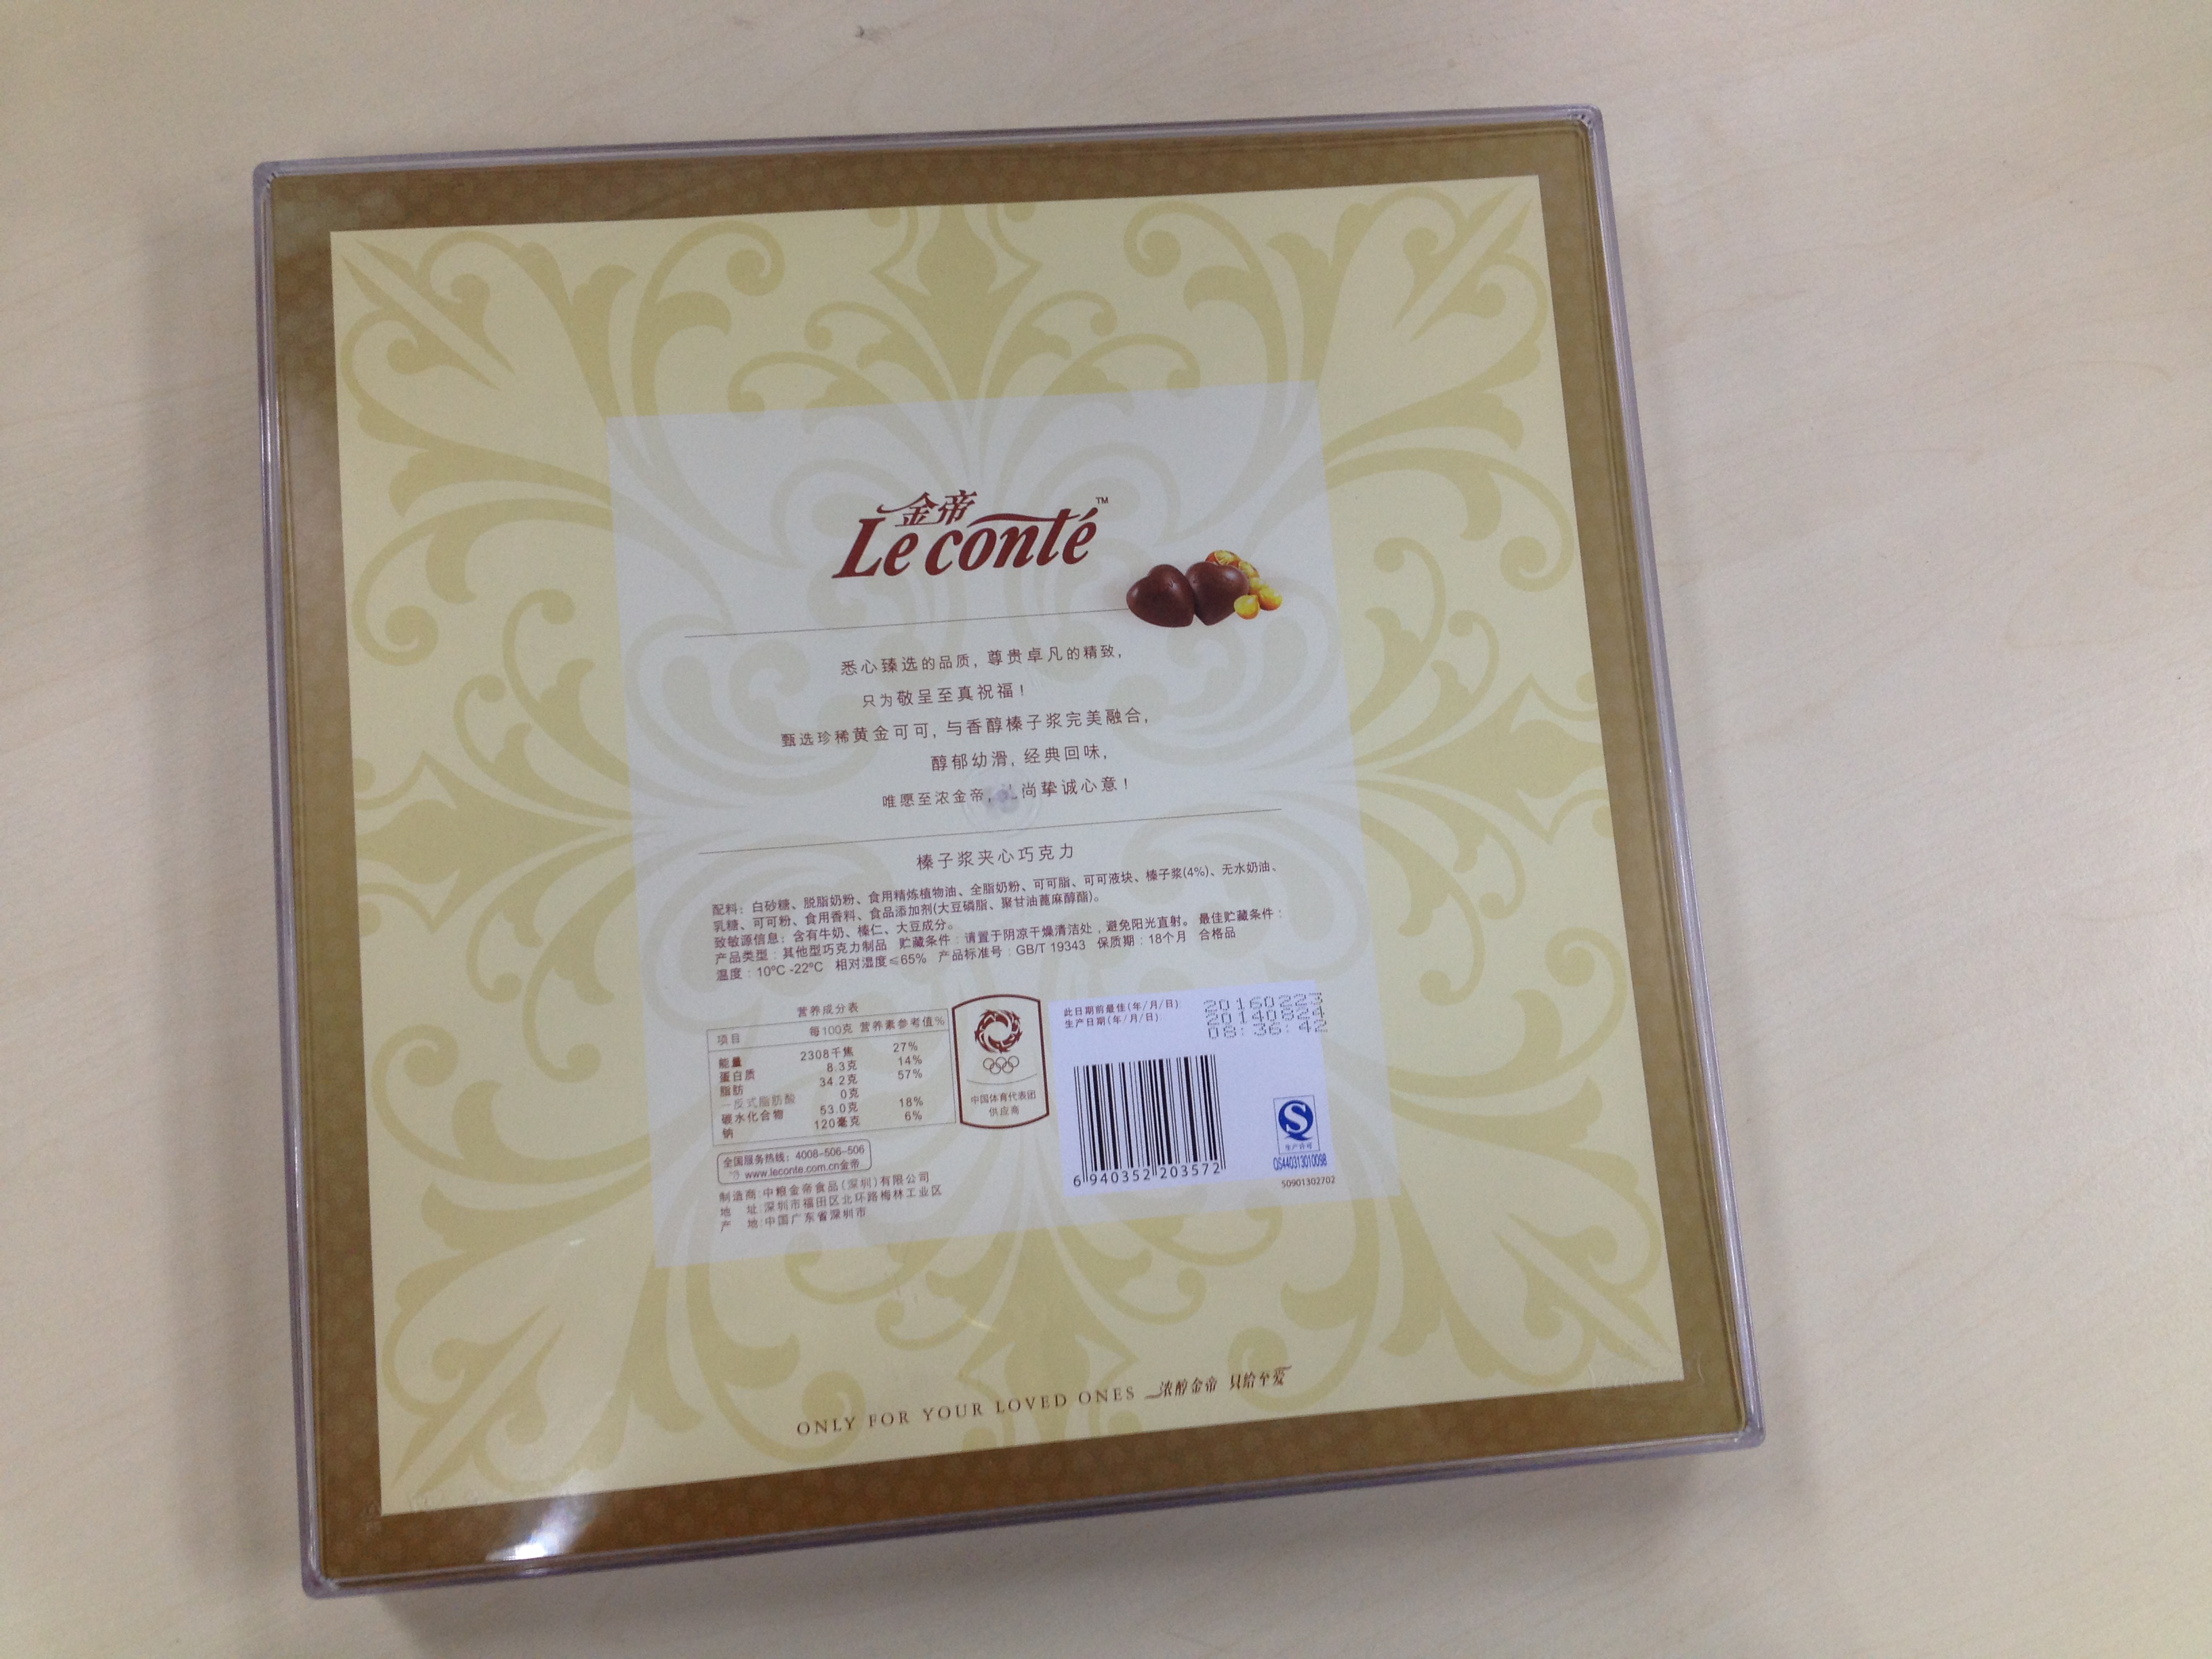 金帝
Le conté™
悉心臻选的品质，尊贵卓凡的精致，
只为敬呈至真祝福！
甄选珍稀黄金可可，与香醇榛子浆完美融合，
醇郁幼滑，经典回味，
唯愿至浓金帝，尚挚诚心意！
榛子浆夹心巧克力
配料：白砂糖、脱脂奶粉、食用精炼植物油、全脂奶粉、可可脂、可可液块、榛子浆(4%)、无水奶油、
乳糖、可可粉、食用香料、食品添加剂(大豆磷脂、聚甘油蓖麻醇酯)。
致敏源信息：含有牛奶、榛仁、大豆成分。
产品类型：其他型巧克力制品 贮藏条件：请置于阴凉干燥清洁处，避免阳光直射。 最佳贮藏条件：
温度：10ºC -22ºC 相对湿度≤65% 产品标准号：GB/T 19343 保质期：18个月 合格品
营养成分表
项目 每100克 营养素参考值%
能量 2308千焦 27%
蛋白质 8.3克 14%
脂肪 34.2克 57%
—反式脂肪酸 0克
碳水化合物 53.0克 18%
钠 120毫克 6%
中国体育代表团
供应商
此日期前最佳(年/月/日): 20160223
生产日期(年/月/日): 20140824
08:36:42
6 940352 203572
生产许可
QS440313010098
S0901302702
全国服务热线：4008-506-506
www.leconte.com.cn金帝
制造商：中粮金帝食品(深圳)有限公司
地 址：深圳市福田区北环路梅林工业区
产 地：中国广东省深圳市
ONLY FOR YOUR LOVED ONES 浓醇金帝 只给至爱